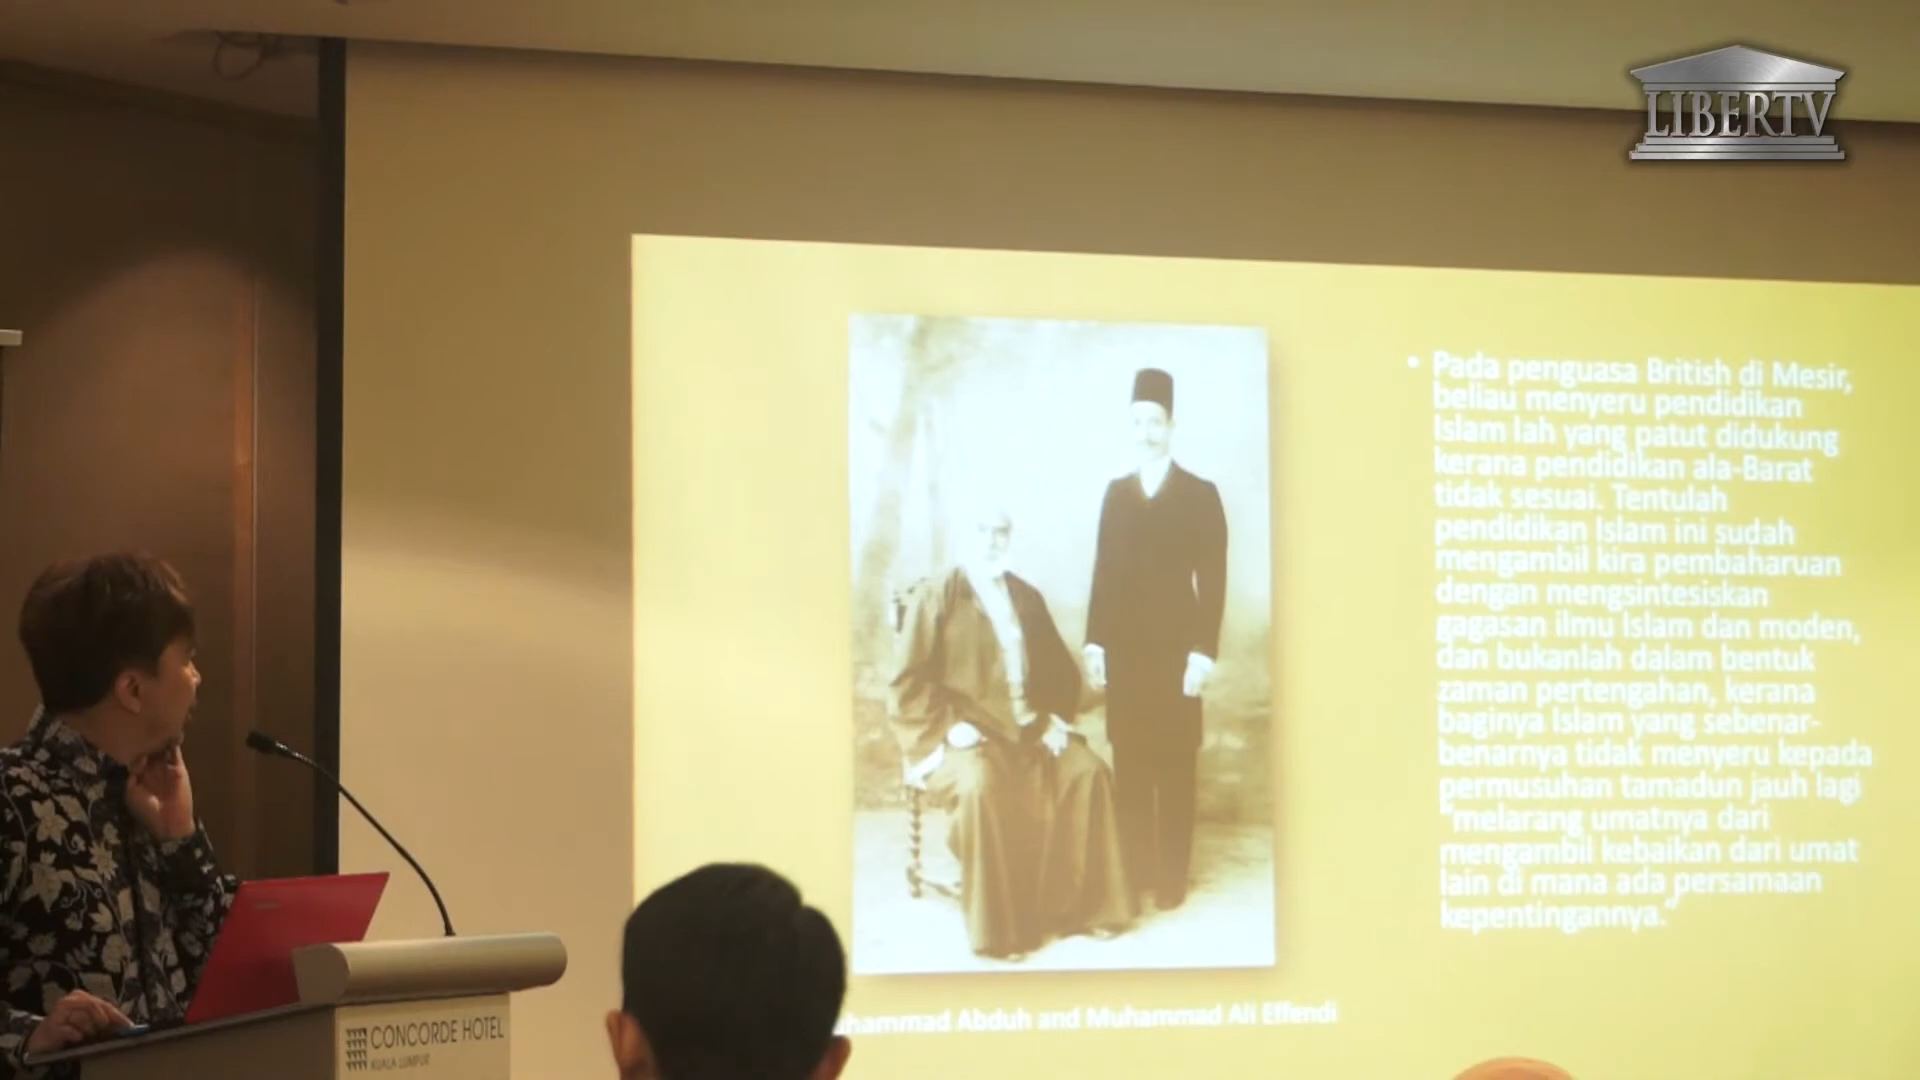 LIBERTV
• Pada penguasa British di Mesir,
beliau menyeru pendidikan
Islam lah yang patut didukung
kerana pendidikan ala-Barat
tidak sesuai. Tentulah
pendidikan Islam ini sudah
mengambil kira pembaharuan
dengan mengsintesiskan
gagasan ilmu Islam dan moden,
dan bukanlah dalam bentuk
zaman pertengahan, kerana
baginya Islam yang sebenar-
benarnya tidak menyeru kepada
permusuhan tamadun jauh lagi
"melarang umatnya dari
mengambil kebaikan dari umat
lain di mana ada persamaan
kepentingannya."
uhammad Abduh and Muhammad Ali Effendi
CONCORDE HOTEL
KUALA LUMPUR